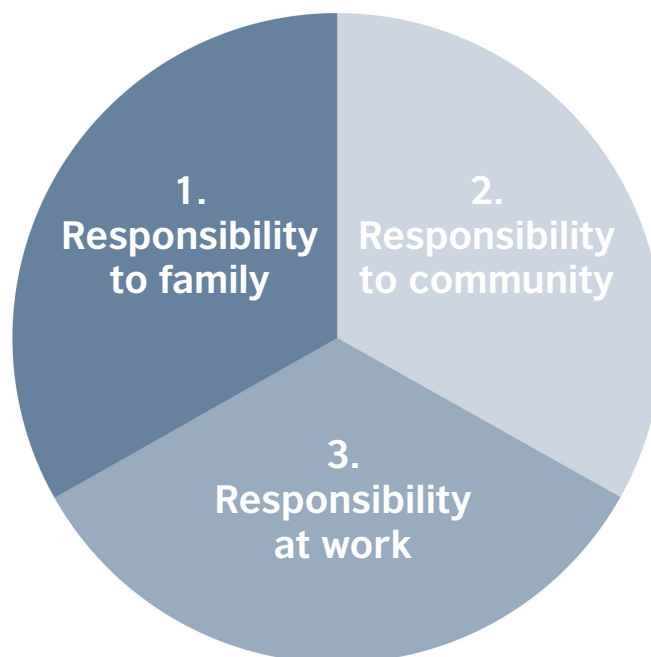 1.
Responsibility
to family
2.
Responsibility
to community
3.
Responsibility
at work